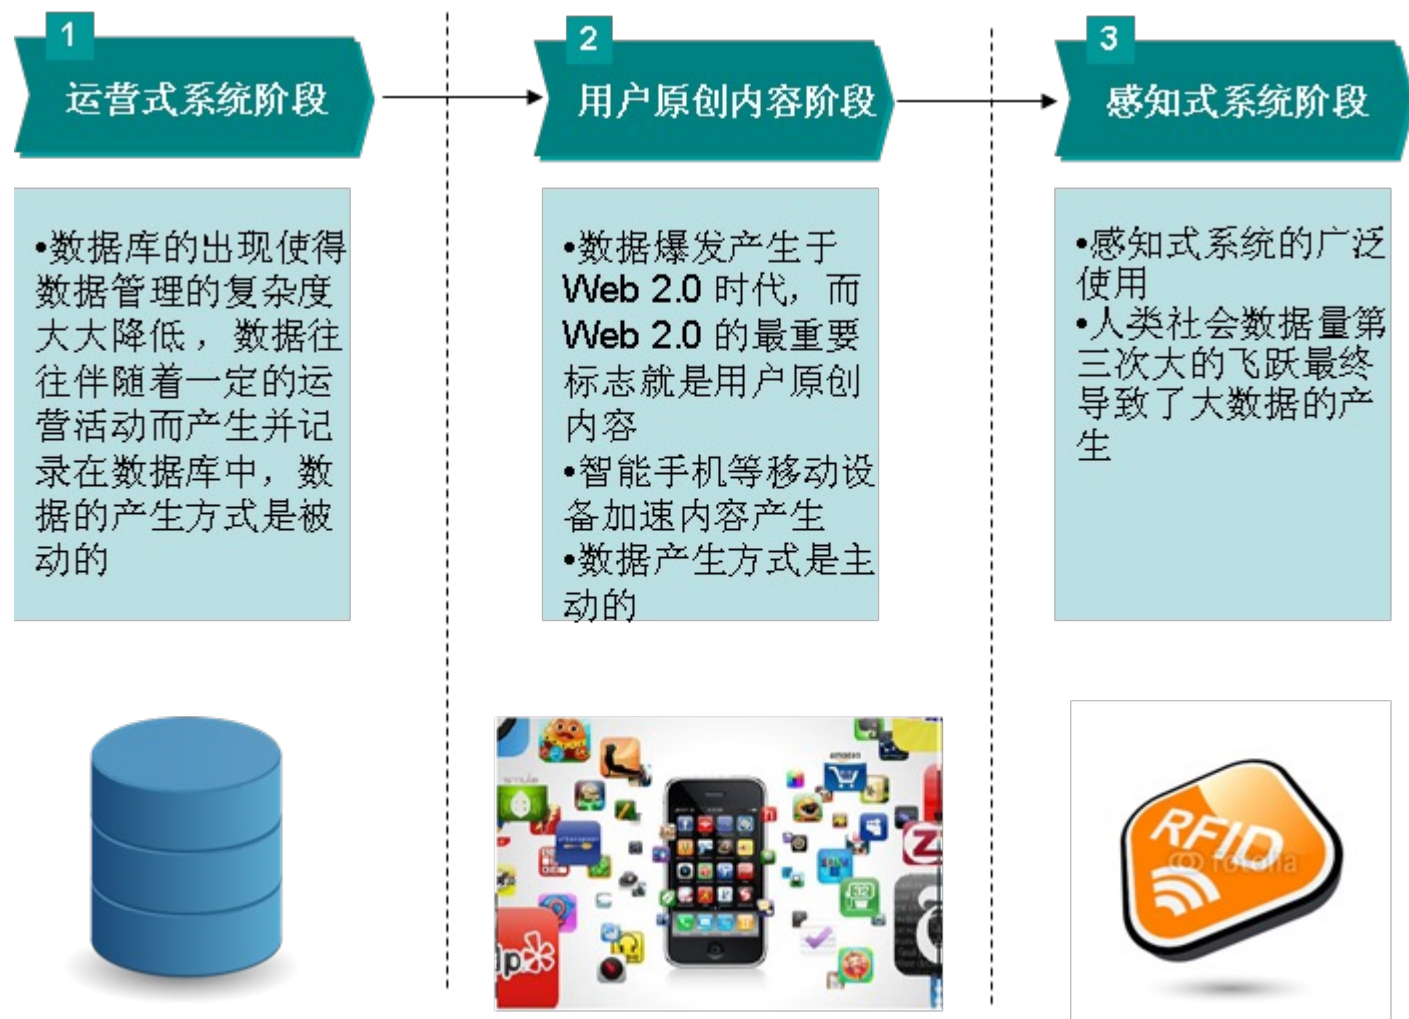 1
运营式系统阶段
2
用户原创内容阶段
3
感知式系统阶段
•数据库的出现使得
数据管理的复杂度
大大降低，数据往
往伴随着一定的运
营活动而产生并记
录在数据库中，数
据的产生方式是被
动的
•数据爆发产生于
Web 2.0 时代，而
Web 2.0 的最重要
标志就是用户原创
内容
•智能手机等移动设
备加速内容产生
•数据产生方式是主
动的
•感知式系统的广泛
使用
•人类社会数据量第
三次大的飞跃最终
导致了大数据的产
生
amazon
32
RFID
fotolia